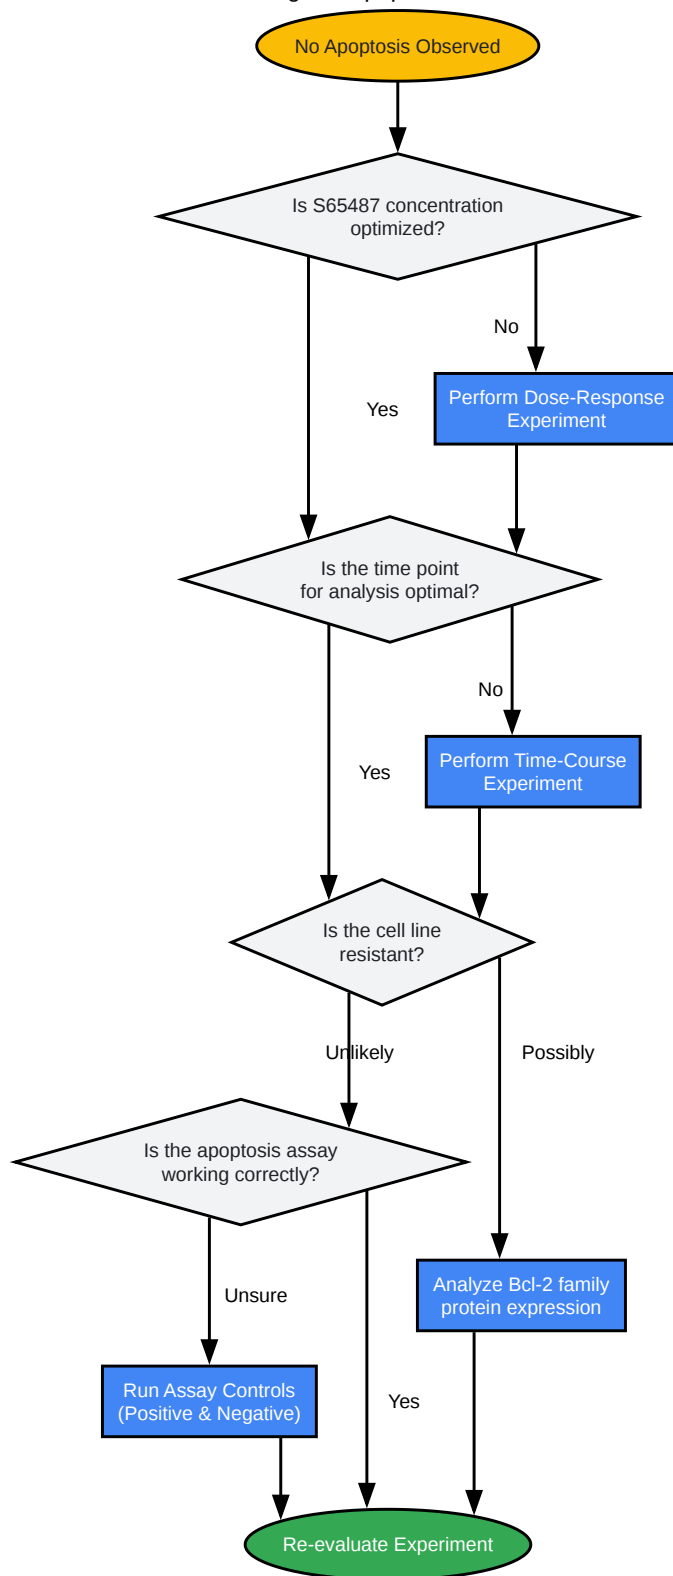 No Apoptosis Observed
Is S65487 concentration
optimized?
No
Yes
Perform Dose-Response
Experiment
Is the time point
for analysis optimal?
No
Yes
Perform Time-Course
Experiment
Is the cell line
resistant?
Unlikely
Possibly
Is the apoptosis assay
working correctly?
Unsure
Analyze Bcl-2 family
protein expression
Run Assay Controls
(Positive & Negative)
Yes
Re-evaluate Experiment